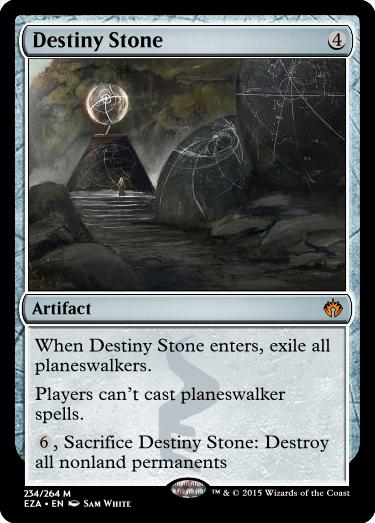 Destiny Stone 4
Artifact
When Destiny Stone enters, exile all
planeswalkers.
Players can't cast planeswalker
spells.
6 , Sacrifice Destiny Stone: Destroy
all nonland permanents
234/264 M
EZA • EN Sam White
™ & © 2015 Wizards of the Coast